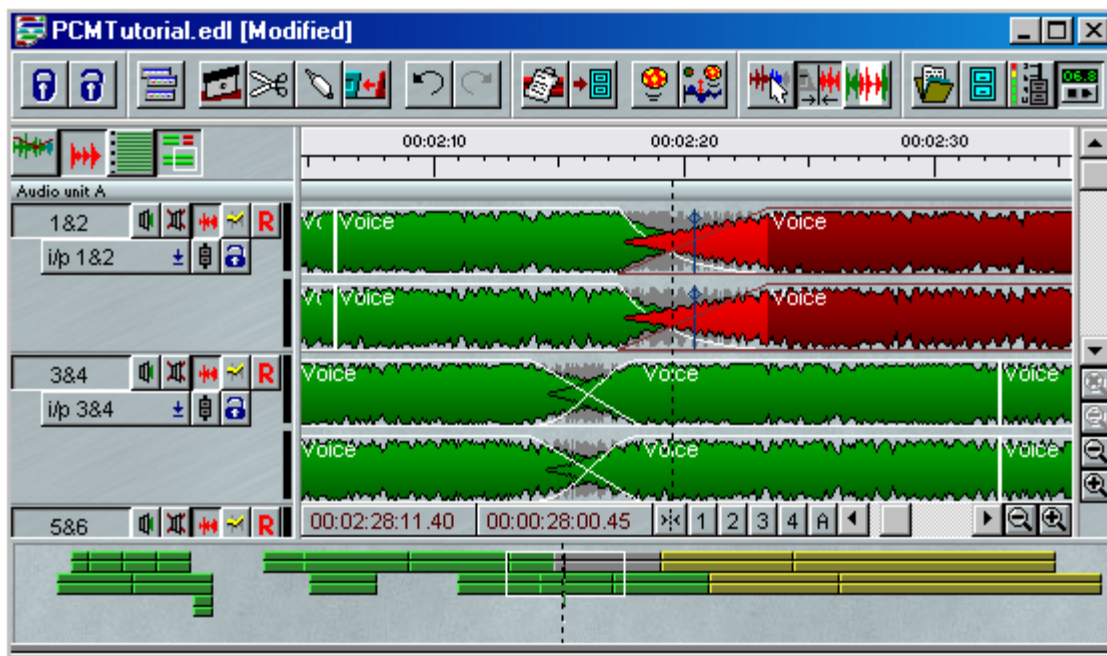 PCMTutorial.edl [Modified]
06.8
00:02:10 00:02:20 00:02:30
Audio unit A
1&2 R Voice Voice
i/p 1&2
Voice Voice
3&4 R Voice Voice Voice
i/p 3&4
Voice Voice Voice
5&6 R 00:02:28:11.40 00:00:28:00.45 1 2 3 4 A